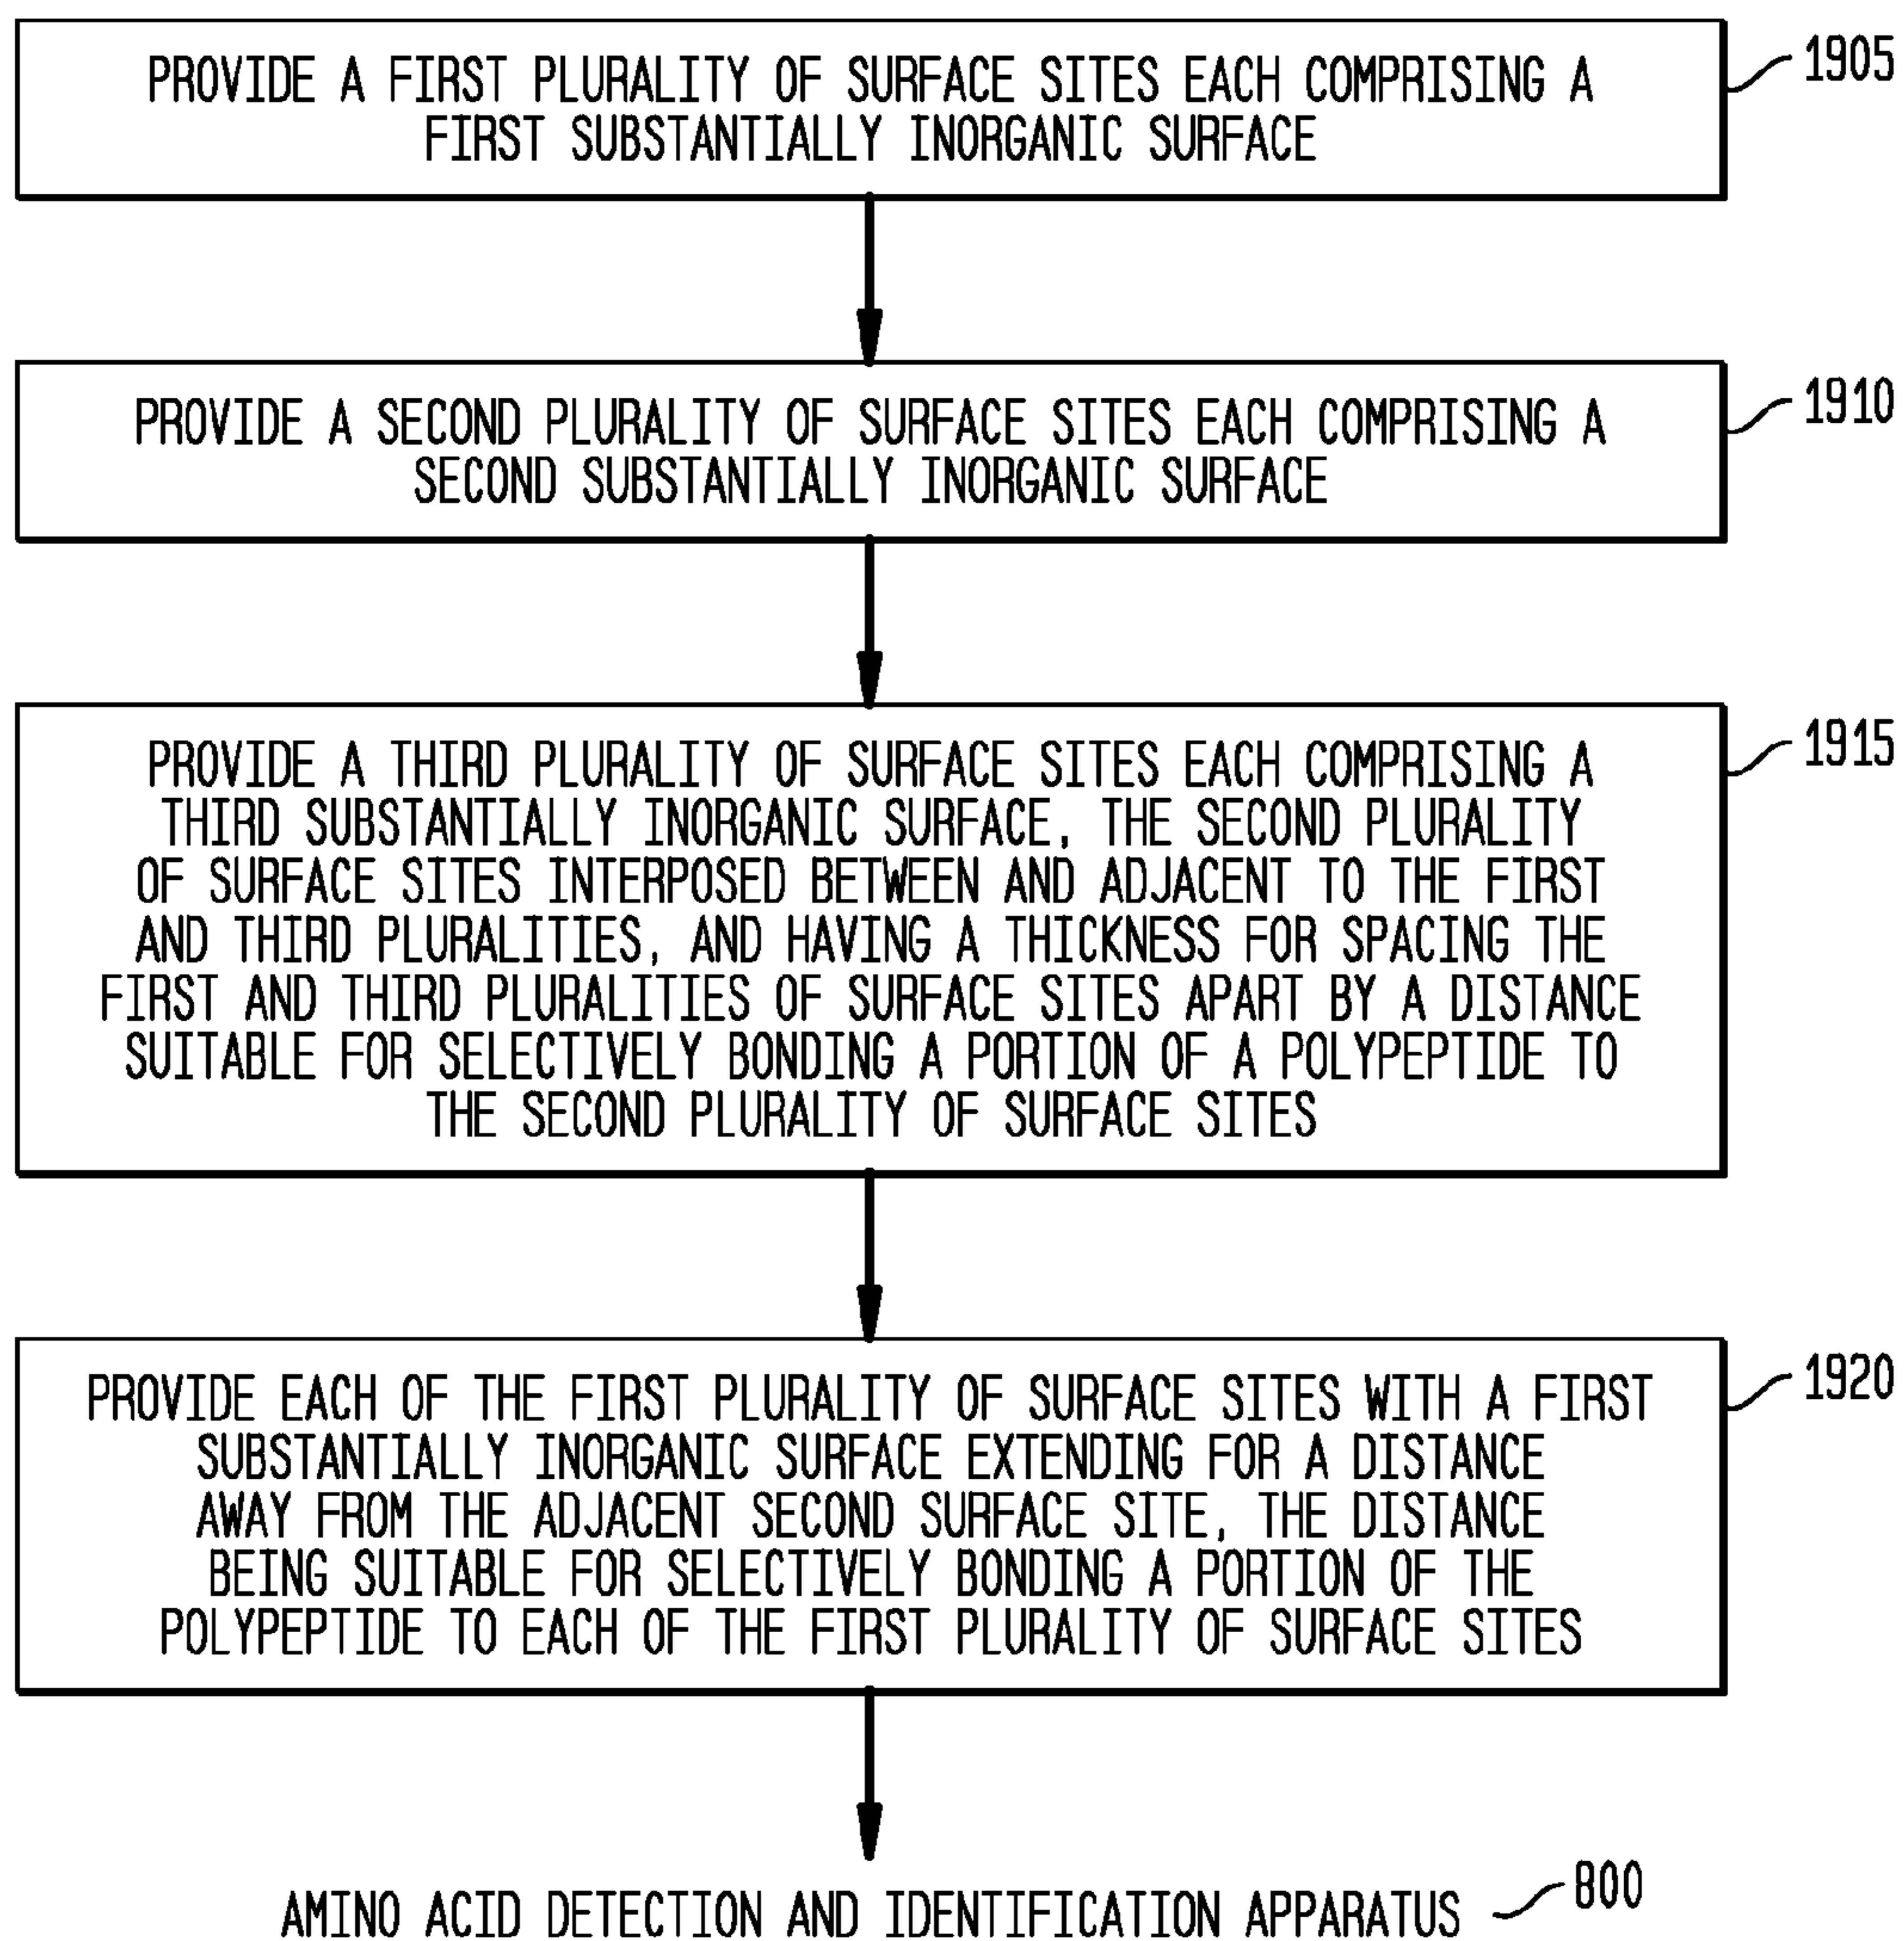 PROVIDE A FIRST PLURALITY OF SURFACE SITES EACH COMPRISING A
FIRST SUBSTANTIALLY INORGANIC SURFACE
1905
PROVIDE A SECOND PLURALITY OF SURFACE SITES EACH COMPRISING A
SECOND SUBSTANTIALLY INORGANIC SURFACE
1910
PROVIDE A THIRD PLURALITY OF SURFACE SITES EACH COMPRISING A
THIRD SUBSTANTIALLY INORGANIC SURFACE, THE SECOND PLURALITY
OF SURFACE SITES INTERPOSED BETWEEN AND ADJACENT TO THE FIRST
AND THIRD PLURALITIES, AND HAVING A THICKNESS FOR SPACING THE
FIRST AND THIRD PLURALITIES OF SURFACE SITES APART BY A DISTANCE
SUITABLE FOR SELECTIVELY BONDING A PORTION OF A POLYPEPTIDE TO
THE SECOND PLURALITY OF SURFACE SITES
1915
PROVIDE EACH OF THE FIRST PLURALITY OF SURFACE SITES WITH A FIRST
SUBSTANTIALLY INORGANIC SURFACE EXTENDING FOR A DISTANCE
AWAY FROM THE ADJACENT SECOND SURFACE SITE, THE DISTANCE
BEING SUITABLE FOR SELECTIVELY BONDING A PORTION OF THE
POLYPEPTIDE TO EACH OF THE FIRST PLURALITY OF SURFACE SITES
1920
AMINO ACID DETECTION AND IDENTIFICATION APPARATUS
800